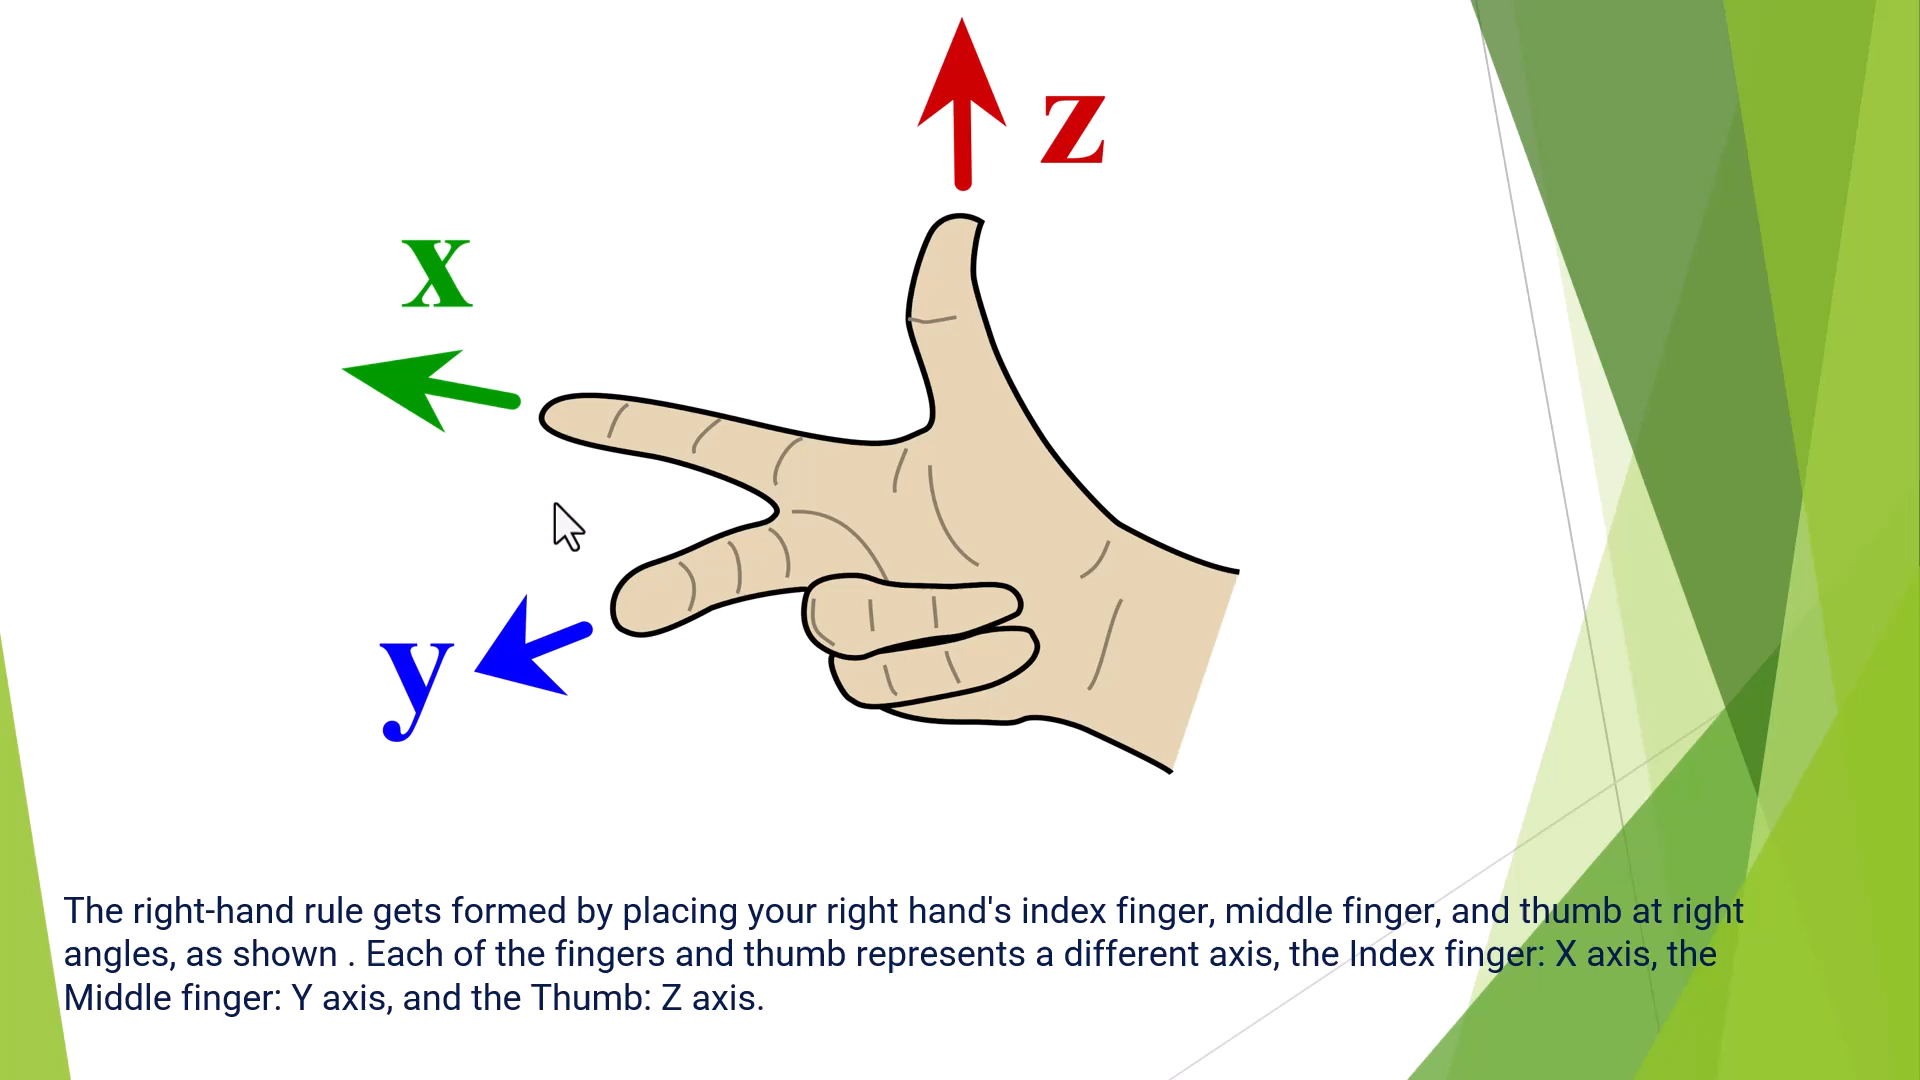 z
x
y
The right-hand rule gets formed by placing your right hand's index finger, middle finger, and thumb at right
angles, as shown . Each of the fingers and thumb represents a different axis, the Index finger: X axis, the
Middle finger: Y axis, and the Thumb: Z axis.